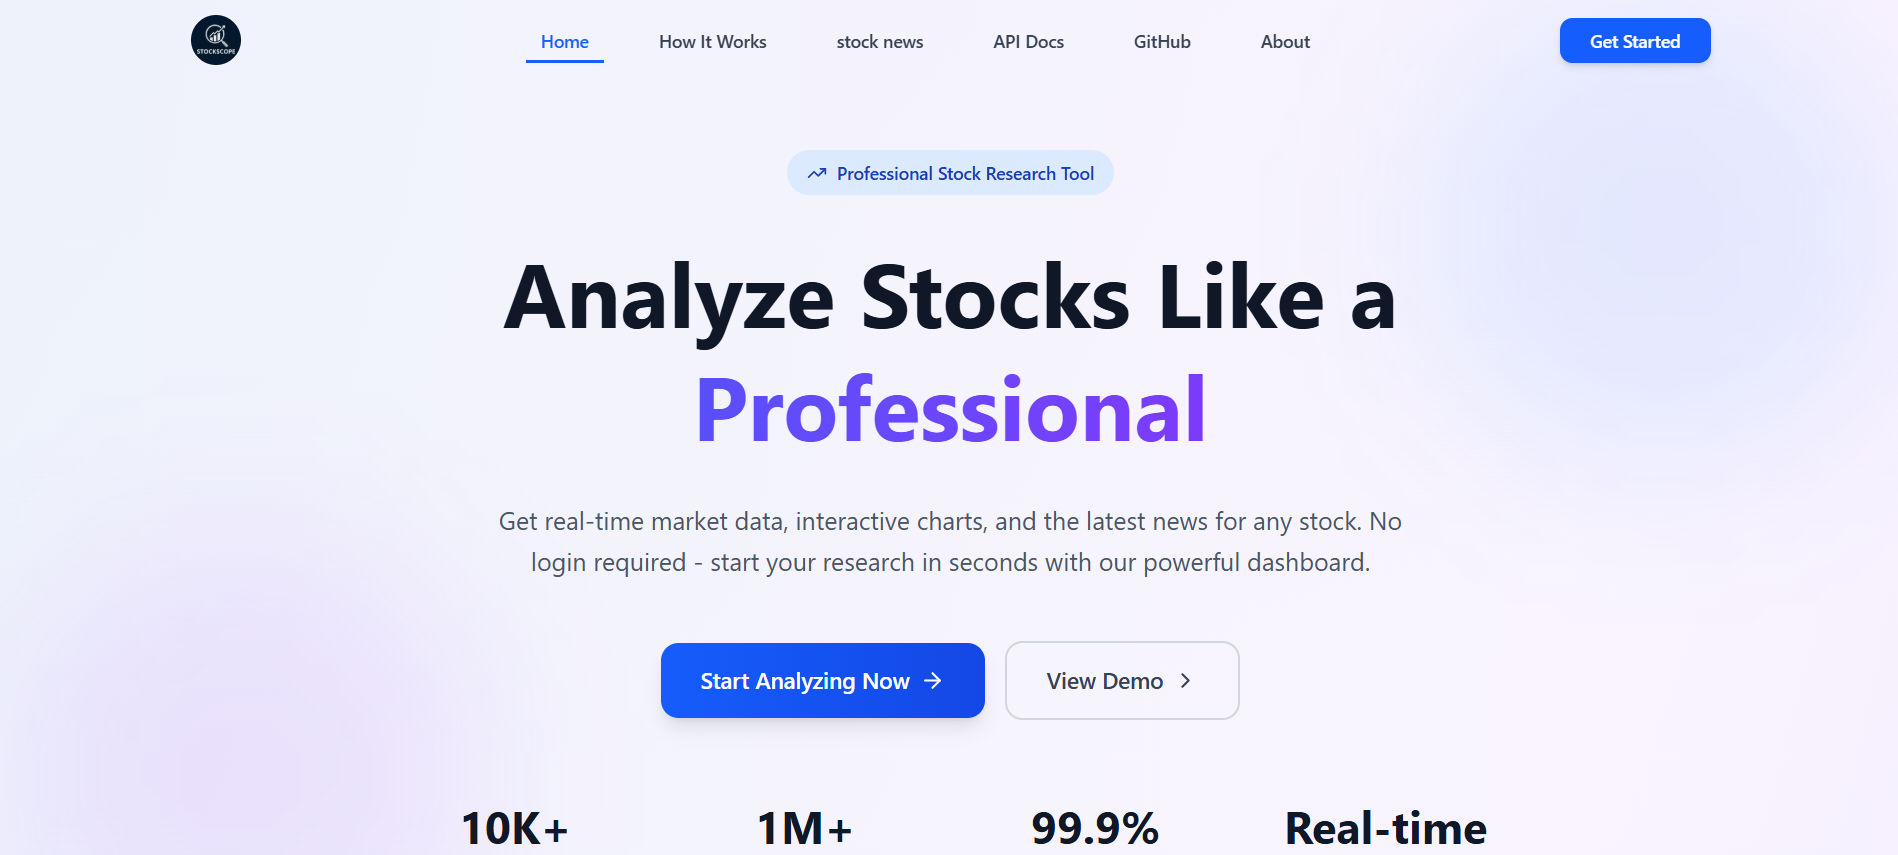 STOCKSCOPE
Home
How It Works
stock news
API Docs
GitHub
About
Get Started
Professional Stock Research Tool
Analyze Stocks Like a
Professional
Get real-time market data, interactive charts, and the latest news for any stock. No
login required - start your research in seconds with our powerful dashboard.
Start Analyzing Now
View Demo
10K+
1M+
99.9%
Real-time